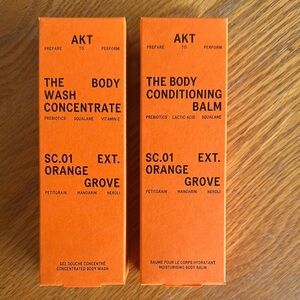 AKT
PREPARE TO PERFORM
THE BODY
WASH
CONCENTRATE
PREBIOTICS SQUALANE VITAMIN E
SC.01 EXT.
ORANGE
GROVE
PETITGRAIN MANDARIN NEROLI
GEL DOUCHE CONCENTRÉ
CONCENTRATED BODY WASH
AKT
PREPARE TO PERFORM
THE BODY
CONDITIONING
BALM
PREBIOTICS LACTIC ACID SQUALANE
SC.01 EXT.
ORANGE
GROVE
PETITGRAIN MANDARIN NEROLI
BAUME POUR LE CORPS HYDRATANT
MOISTURISING BODY BALM